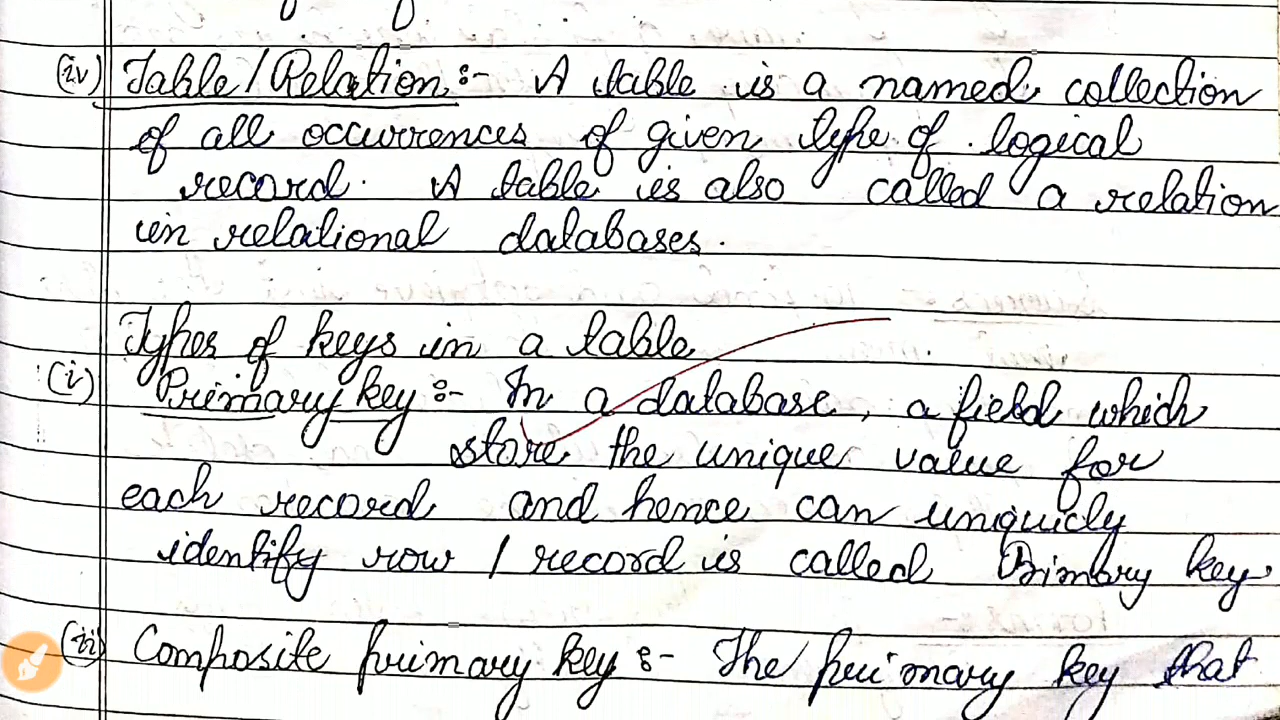 (iv) Table/Relation :- A table is a named collection
of all occurrences of given type of logical
record. A table is also called a relation
in relational databases.
Types of keys in a table
(i) Primary key :- In a database, a field which
store the unique value for
each record and hence can uniquely
identify row / record is called Primary key
(ii) Composite primary key :- The primary key that